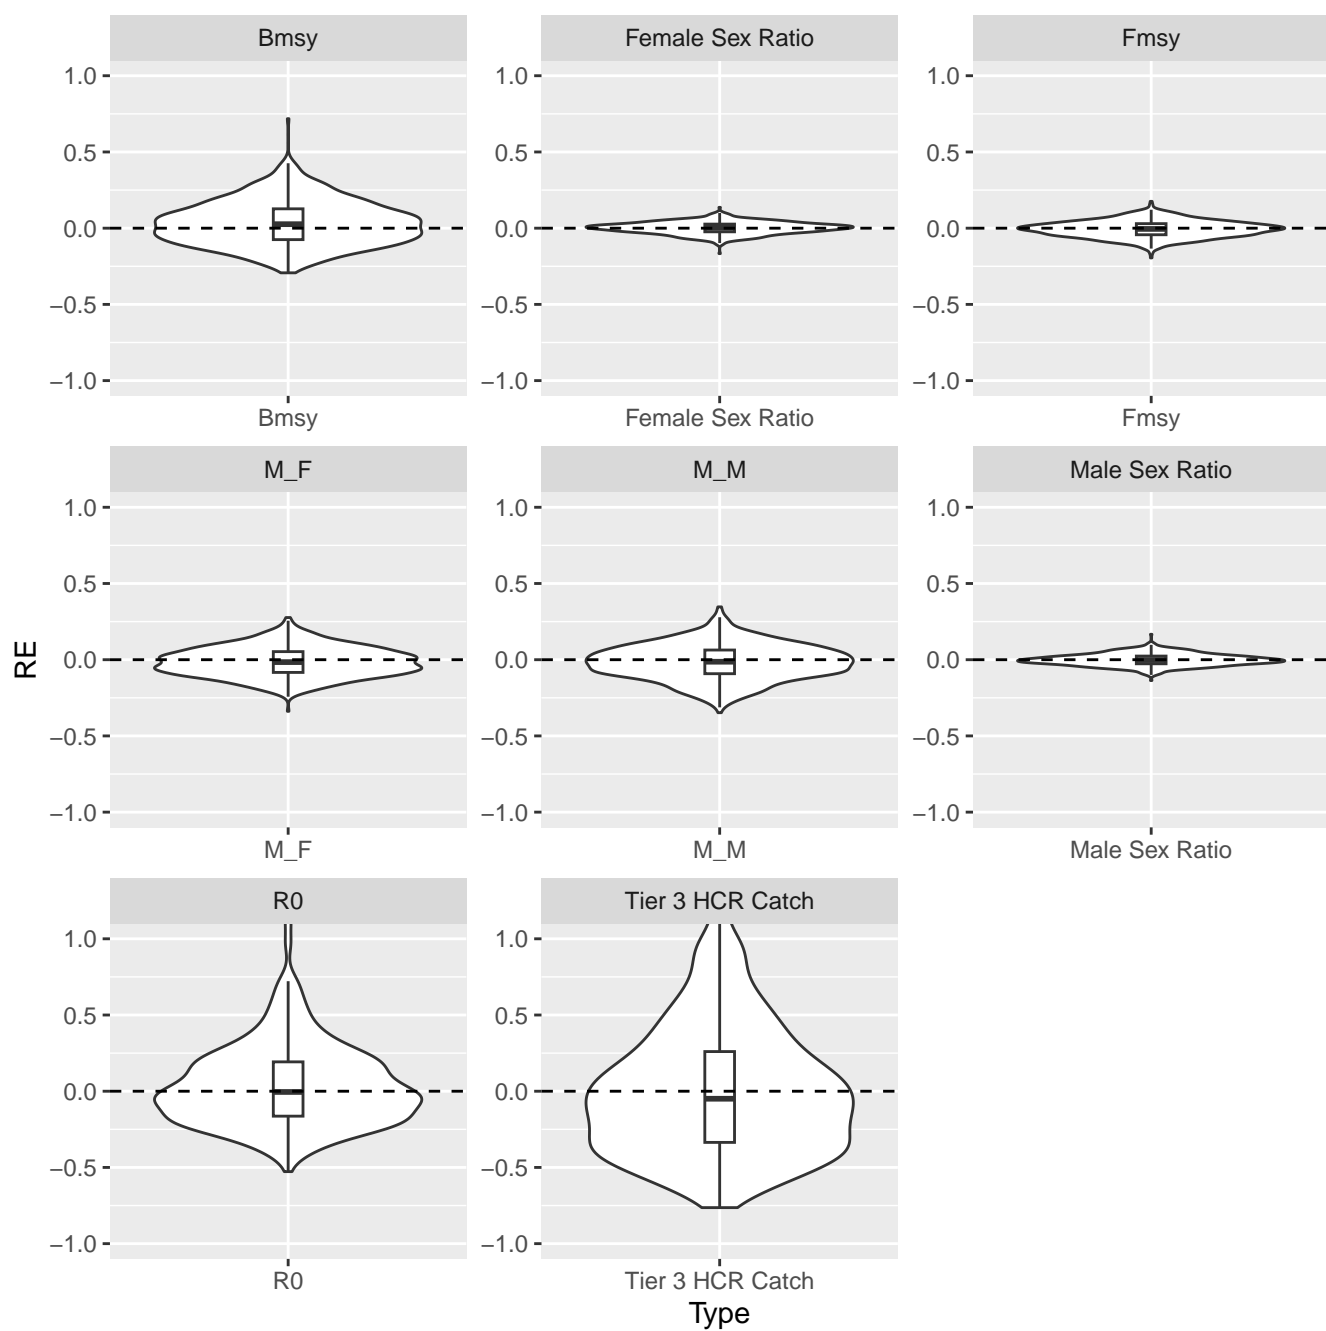 Bmsy Female Sex Ratio Fmsy
1.0 1.0 1.0
0.5 0.5 0.5
0.0 0.0 0.0
−0.5 −0.5 −0.5
−1.0 −1.0 −1.0
Bmsy Female Sex Ratio Fmsy
M_F M_M Male Sex Ratio
1.0 1.0 1.0
0.5 0.5 0.5
RE
0.0 0.0 0.0
−0.5 −0.5 −0.5
−1.0 −1.0 −1.0
M_F M_M Male Sex Ratio
R0 Tier 3 HCR Catch
1.0 1.0
0.5 0.5
0.0 0.0
−0.5 −0.5
−1.0 −1.0
R0 Tier 3 HCR Catch
Type